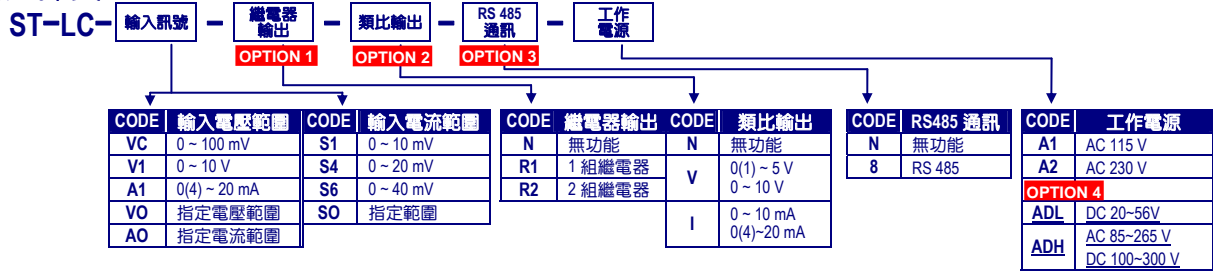 ST-LC- 輸入訊號 - 繼電器輸出 - 類比輸出 - RS 485 通訊 - 工作電源
OPTION 1 OPTION 2 OPTION 3
CODE 輸入電壓範圍
VC 0 ~ 100 mV
V1 0 ~ 10 V
A1 0(4) ~ 20 mA
VO 指定電壓範圍
AO 指定電流範圍
CODE 輸入電流範圍
S1 0 ~ 10 mV
S4 0 ~ 20 mV
S6 0 ~ 40 mV
SO 指定範圍
CODE 繼電器輸出
N 無功能
R1 1 組繼電器
R2 2 組繼電器
CODE 類比輸出
N 無功能
V 0(1) ~ 5 V
0 ~ 10 V
I 0 ~ 10 mA
0(4)~20 mA
CODE RS485 通訊
N 無功能
8 RS 485
CODE 工作電源
A1 AC 115 V
A2 AC 230 V
OPTION 4
ADL DC 20~56V
ADH AC 85~265 V
DC 100~300 V